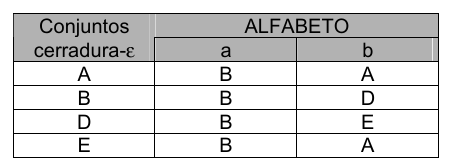 Conjuntos ALFABETO
cerradura-ε a b
A B A
B B D
D B E
E B A